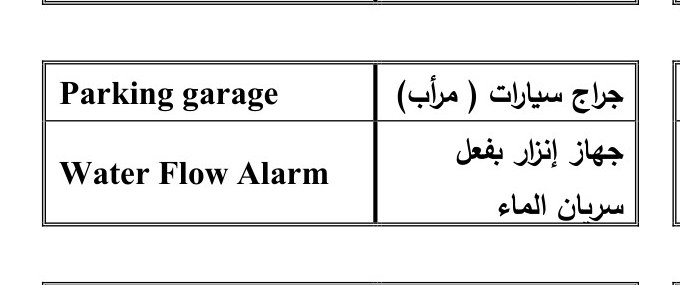 Parking garage
جراج سيارات ( مرأب)
Water Flow Alarm
جهاز إنزار بفعل
سريان الماء